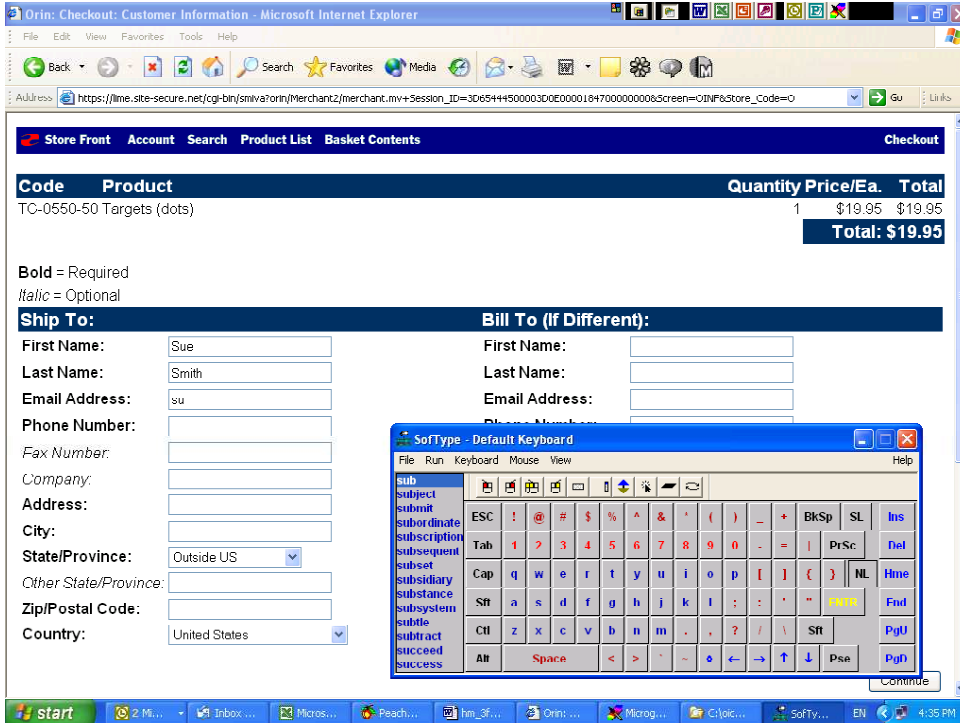 Orin: Checkout: Customer Information - Microsoft Internet Explorer
File Edit View Favorites Tools Help
Back Search Favorites Media
Address https://lime.site-secure.net/cgi-bin/smiva?orin/Merchant2/merchant.mv+Session_ID=3D65444500003D0E0000184700000000&Screen=OINF&Store_Code=O Go Links
Store Front Account Search Product List Basket Contents Checkout
Code Product Quantity Price/Ea. Total
TC-0550-50 Targets (dots) 1 $19.95 $19.95
Total: $19.95
Bold = Required
Italic = Optional
Ship To: Bill To (If Different):
First Name: Sue First Name:
Last Name: Smith Last Name:
Email Address: su Email Address:
Phone Number: Phone Number:
Fax Number:
Company:
Address:
City:
State/Province: Outside US
Other State/Province:
Zip/Postal Code:
Country: United States
SofType - Default Keyboard
File Run Keyboard Mouse View Help
sub
subject
submit
subordinate
subscription
subsequent
subset
subsidiary
substance
subsystem
subtle
subtract
succeed
success
ESC ! @ # $ % ^ & * ( ) _ + BkSp SL Ins
Tab 1 2 3 4 5 6 7 8 9 0 - = | PrSc Del
Cap q w e r t y u i o p [ ] { } NL Hme
Sft a s d f g h j k l ; : ' " ENTR End
Ctl z x c v b n m . , ? / \ Sft PgU
Alt Space < > ` ~ ← → ↑ ↓ Pse PgD
Continue
start 2 Mi... Inbox ... Micros... Peach... hm_3f... Orin: ... Microg... C:\oic... SofTy... EN 4:35 PM